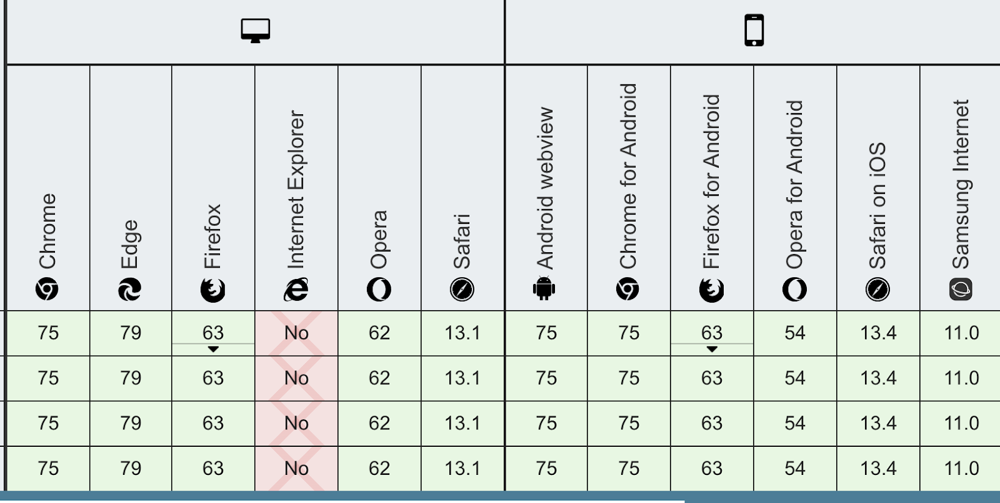 Chrome Edge Firefox Internet Explorer Opera Safari Android webview Chrome for Android Firefox for Android Opera for Android Safari on iOS Samsung Internet
75 79 63 No 62 13.1 75 75 63 54 13.4 11.0
75 79 63 No 62 13.1 75 75 63 54 13.4 11.0
75 79 63 No 62 13.1 75 75 63 54 13.4 11.0
75 79 63 No 62 13.1 75 75 63 54 13.4 11.0